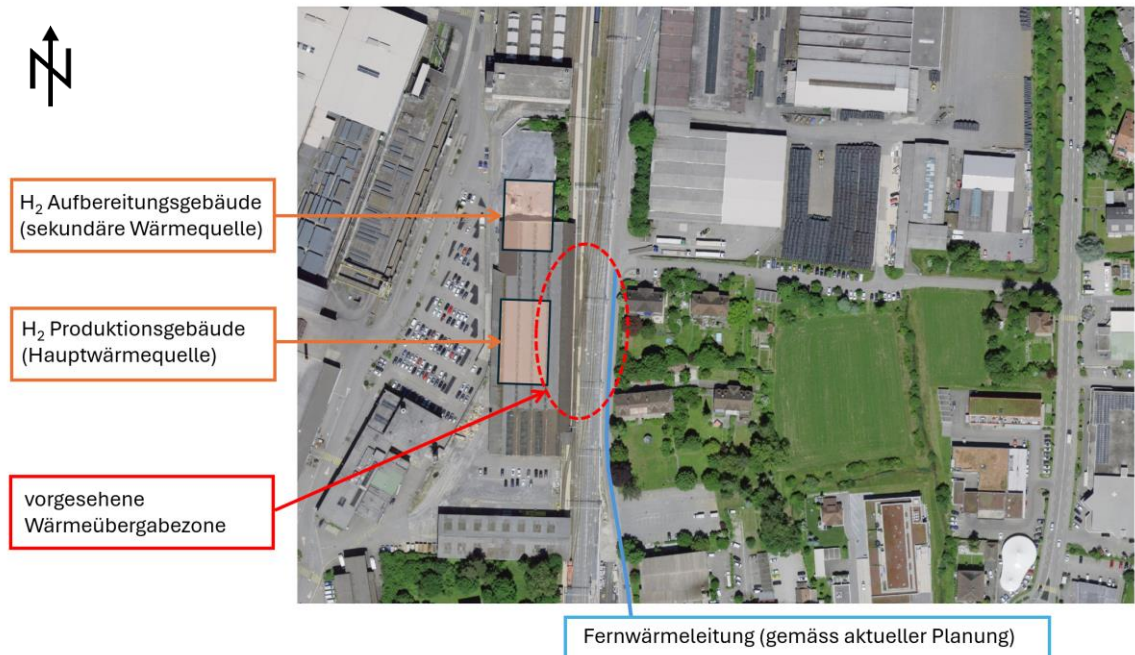 N
H₂ Aufbereitungsgebäude
(sekundäre Wärmequelle)
H₂ Produktionsgebäude
(Hauptwärmequelle)
vorgesehene
Wärmeübergabezone
Fernwärmeleitung (gemäss aktueller Planung)